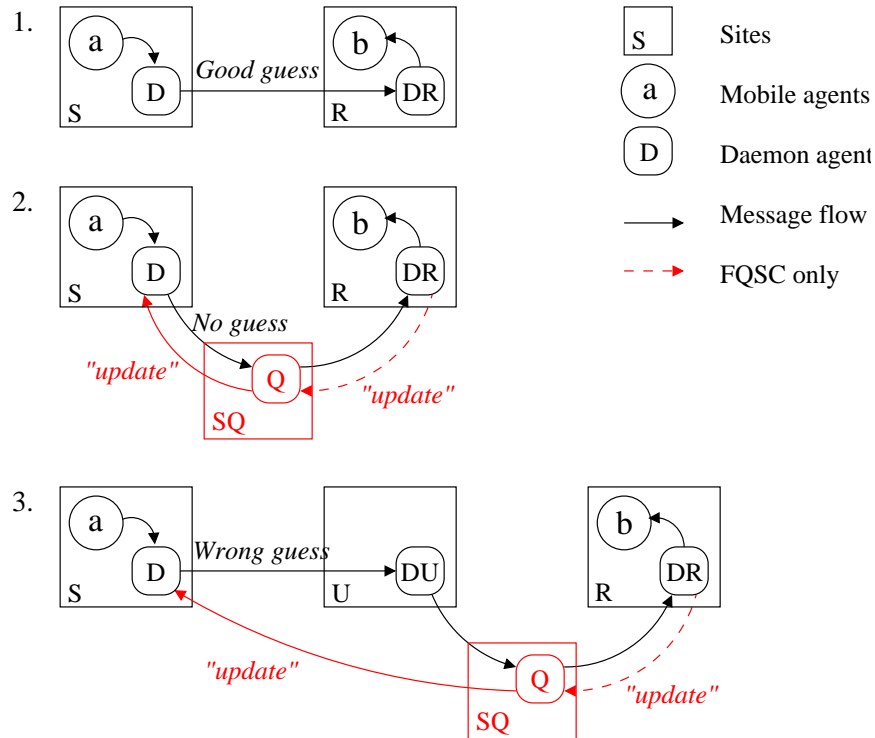 1.
a
D
S
Good guess
b
DR
R
S
Sites
a
Mobile agents
D
Daemon agent
Message flow
FQSC only
2.
a
D
S
b
DR
R
No guess
"update"
Q
SQ
"update"
3.
a
D
S
Wrong guess
DU
U
b
DR
R
"update"
Q
SQ
"update"